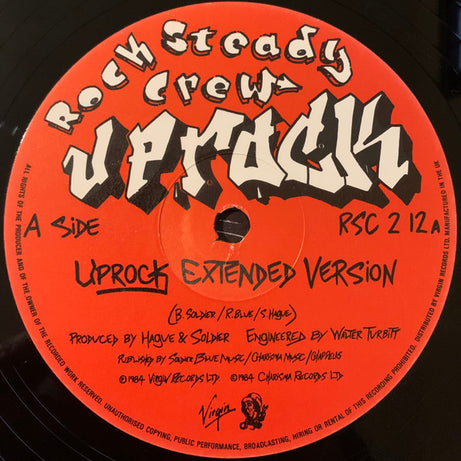 Rock Steady
Crew
UPROCK
A SIDE
RSC 2 12 A
UPROCK EXTENDED VERSION
(B. SOLDIER / R. BLUE / S. HAGUE)
PRODUCED BY HAGUE & SOLDIER ENGINEERED BY WALTER TURBITT
PUBLISHED BY SOLDIER BLUE MUSIC / CHARISMA MUSIC / CHAPPELLS
© 1984 VIRGIN RECORDS LTD ℗ 1984 CHARISMA RECORDS LTD.
Virgin
ALL RIGHTS OF THE PRODUCER AND OF THE OWNER OF THE RECORDED WORK RESERVED. UNAUTHORISED COPYING, PUBLIC PERFORMANCE, BROADCASTING, HIRING OR RENTAL OF THIS RECORDING PROHIBITED. DISTRIBUTED BY VIRGIN RECORDS LTD. MANUFACTURED IN THE UK